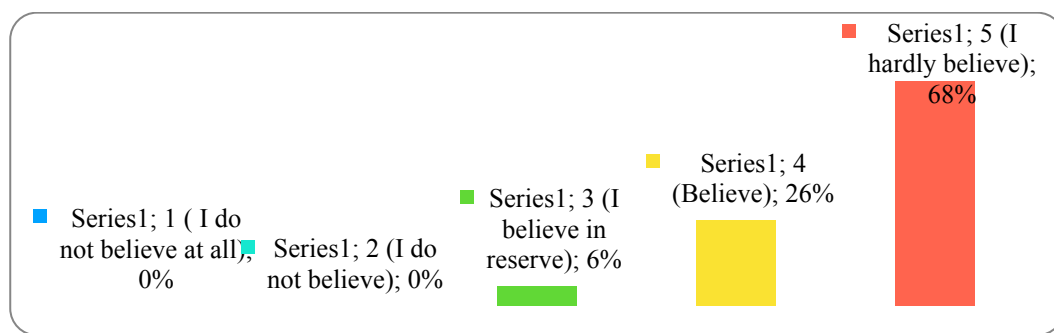 Series1; 1 ( I do
not believe at all);
0%
Series1; 2 (I do
not believe); 0%
Series1; 3 (I
believe in
reserve); 6%
Series1; 4
(Believe); 26%
Series1; 5 (I
hardly believe);
68%